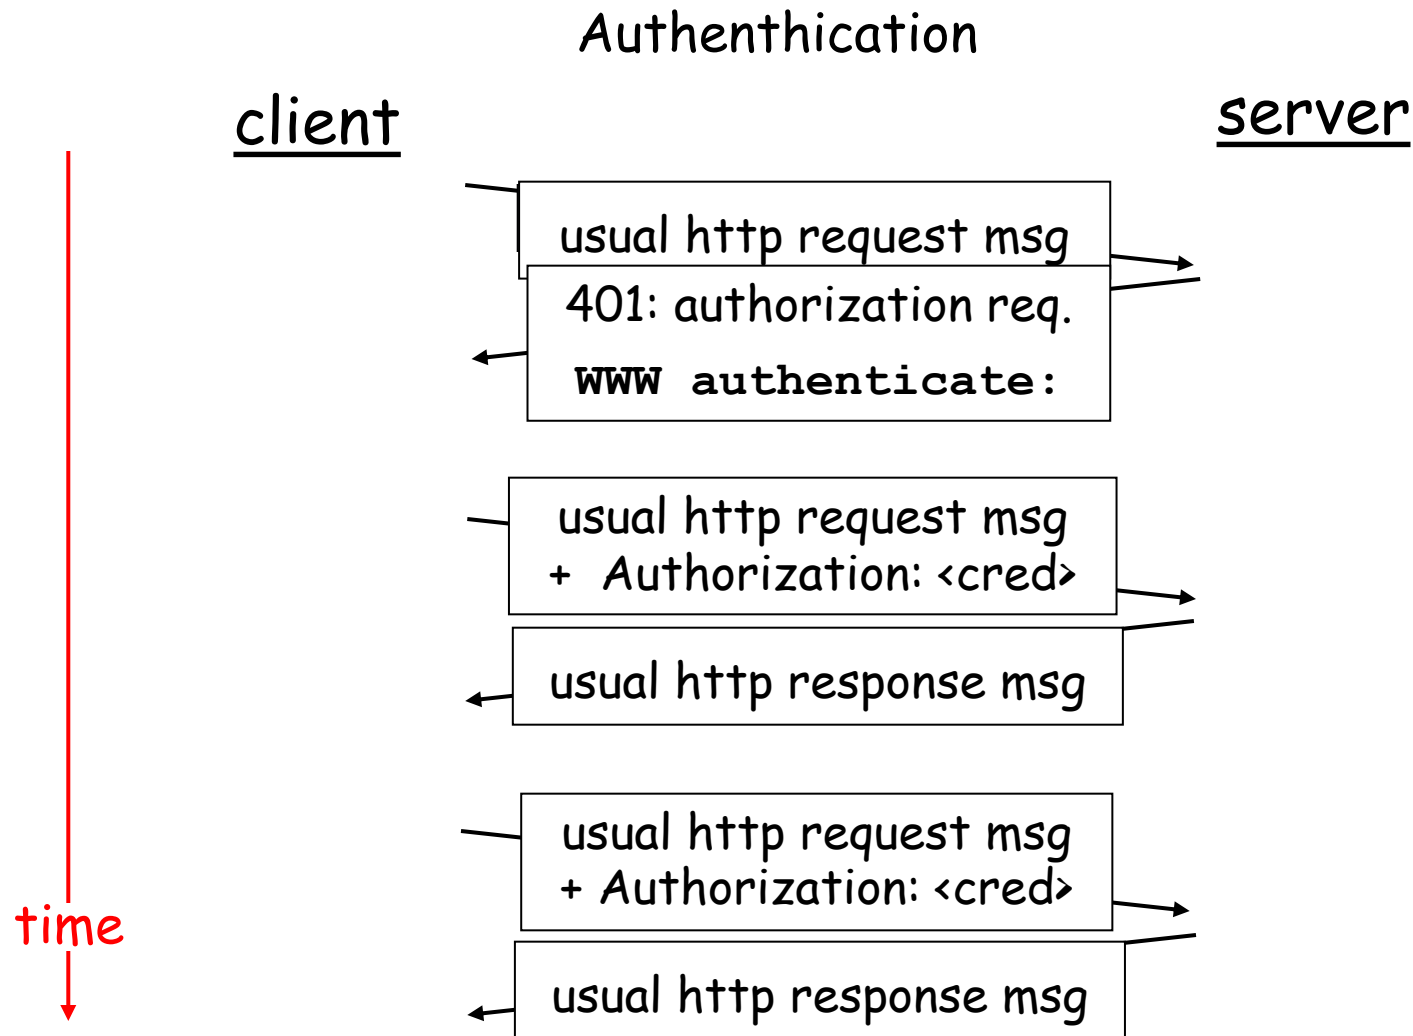 Authenthication
client
server
usual http request msg
401: authorization req.
WWW authenticate:
usual http request msg
+ Authorization: <cred>
usual http response msg
usual http request msg
+ Authorization: <cred>
time
usual http response msg